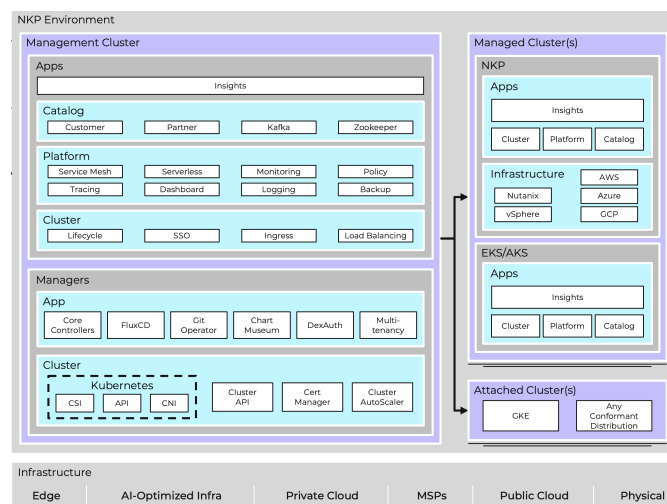 NKP Environment
Management Cluster
Apps
Insights
Catalog
Customer
Partner
Kafka
Zookeeper
Platform
Service Mesh
Serverless
Monitoring
Policy
Tracing
Dashboard
Logging
Backup
Cluster
Lifecycle
SSO
Ingress
Load Balancing
Managers
App
Core
Controllers
FluxCD
Git
Operator
Chart
Museum
DexAuth
Multi-
tenancy
Cluster
Kubernetes
CSI
API
CNI
Cluster
API
Cert
Manager
Cluster
AutoScaler
Managed Cluster(s)
NKP
Apps
Insights
Cluster
Platform
Catalog
Infrastructure
AWS
Nutanix
Azure
vSphere
GCP
EKS/AKS
Apps
Insights
Cluster
Platform
Catalog
Attached Cluster(s)
GKE
Any
Conformant
Distribution
Infrastructure
Edge
AI-Optimized Infra
Private Cloud
MSPs
Public Cloud
Physical